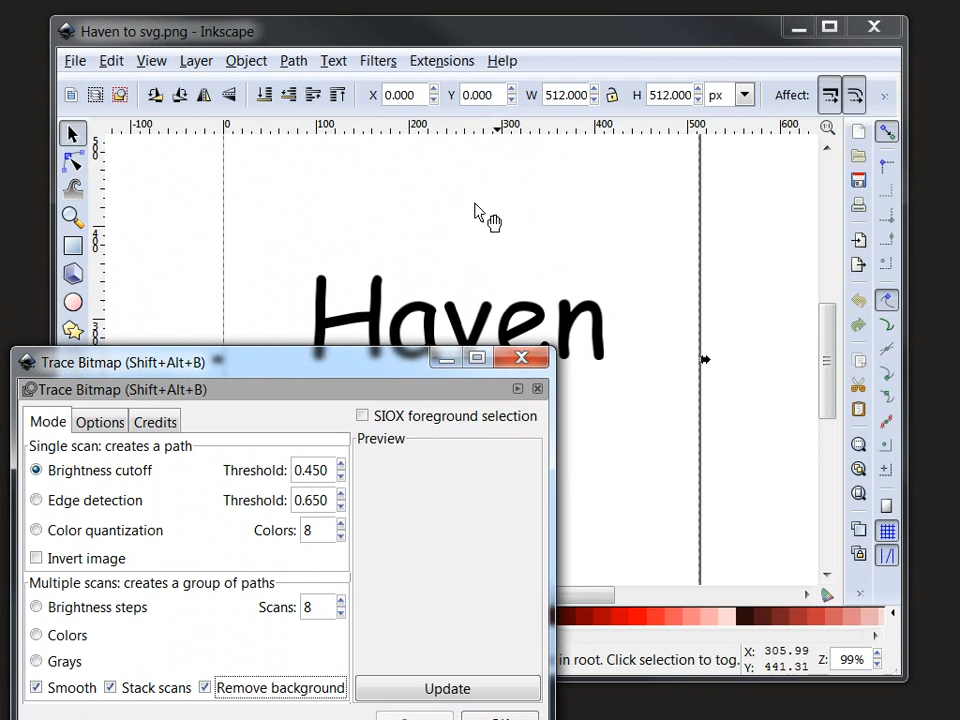 Haven to svg.png - Inkscape
File Edit View Layer Object Path Text Filters Extensions Help
X 0.000 Y 0.000 W 512.000 H 512.000 px Affect:
-100 0 100 200 300 400 500 600
Haven
Trace Bitmap (Shift+Alt+B)
Trace Bitmap (Shift+Alt+B)
Mode Options Credits
SIOX foreground selection
Single scan: creates a path
Preview
Brightness cutoff Threshold: 0.450
Edge detection Threshold: 0.650
Color quantization Colors: 8
Invert image
Multiple scans: creates a group of paths
Brightness steps Scans: 8
Colors
Grays
Smooth Stack scans Remove background
Update
in root. Click selection to tog.
X: 305.99
Y: 441.31
Z: 99%